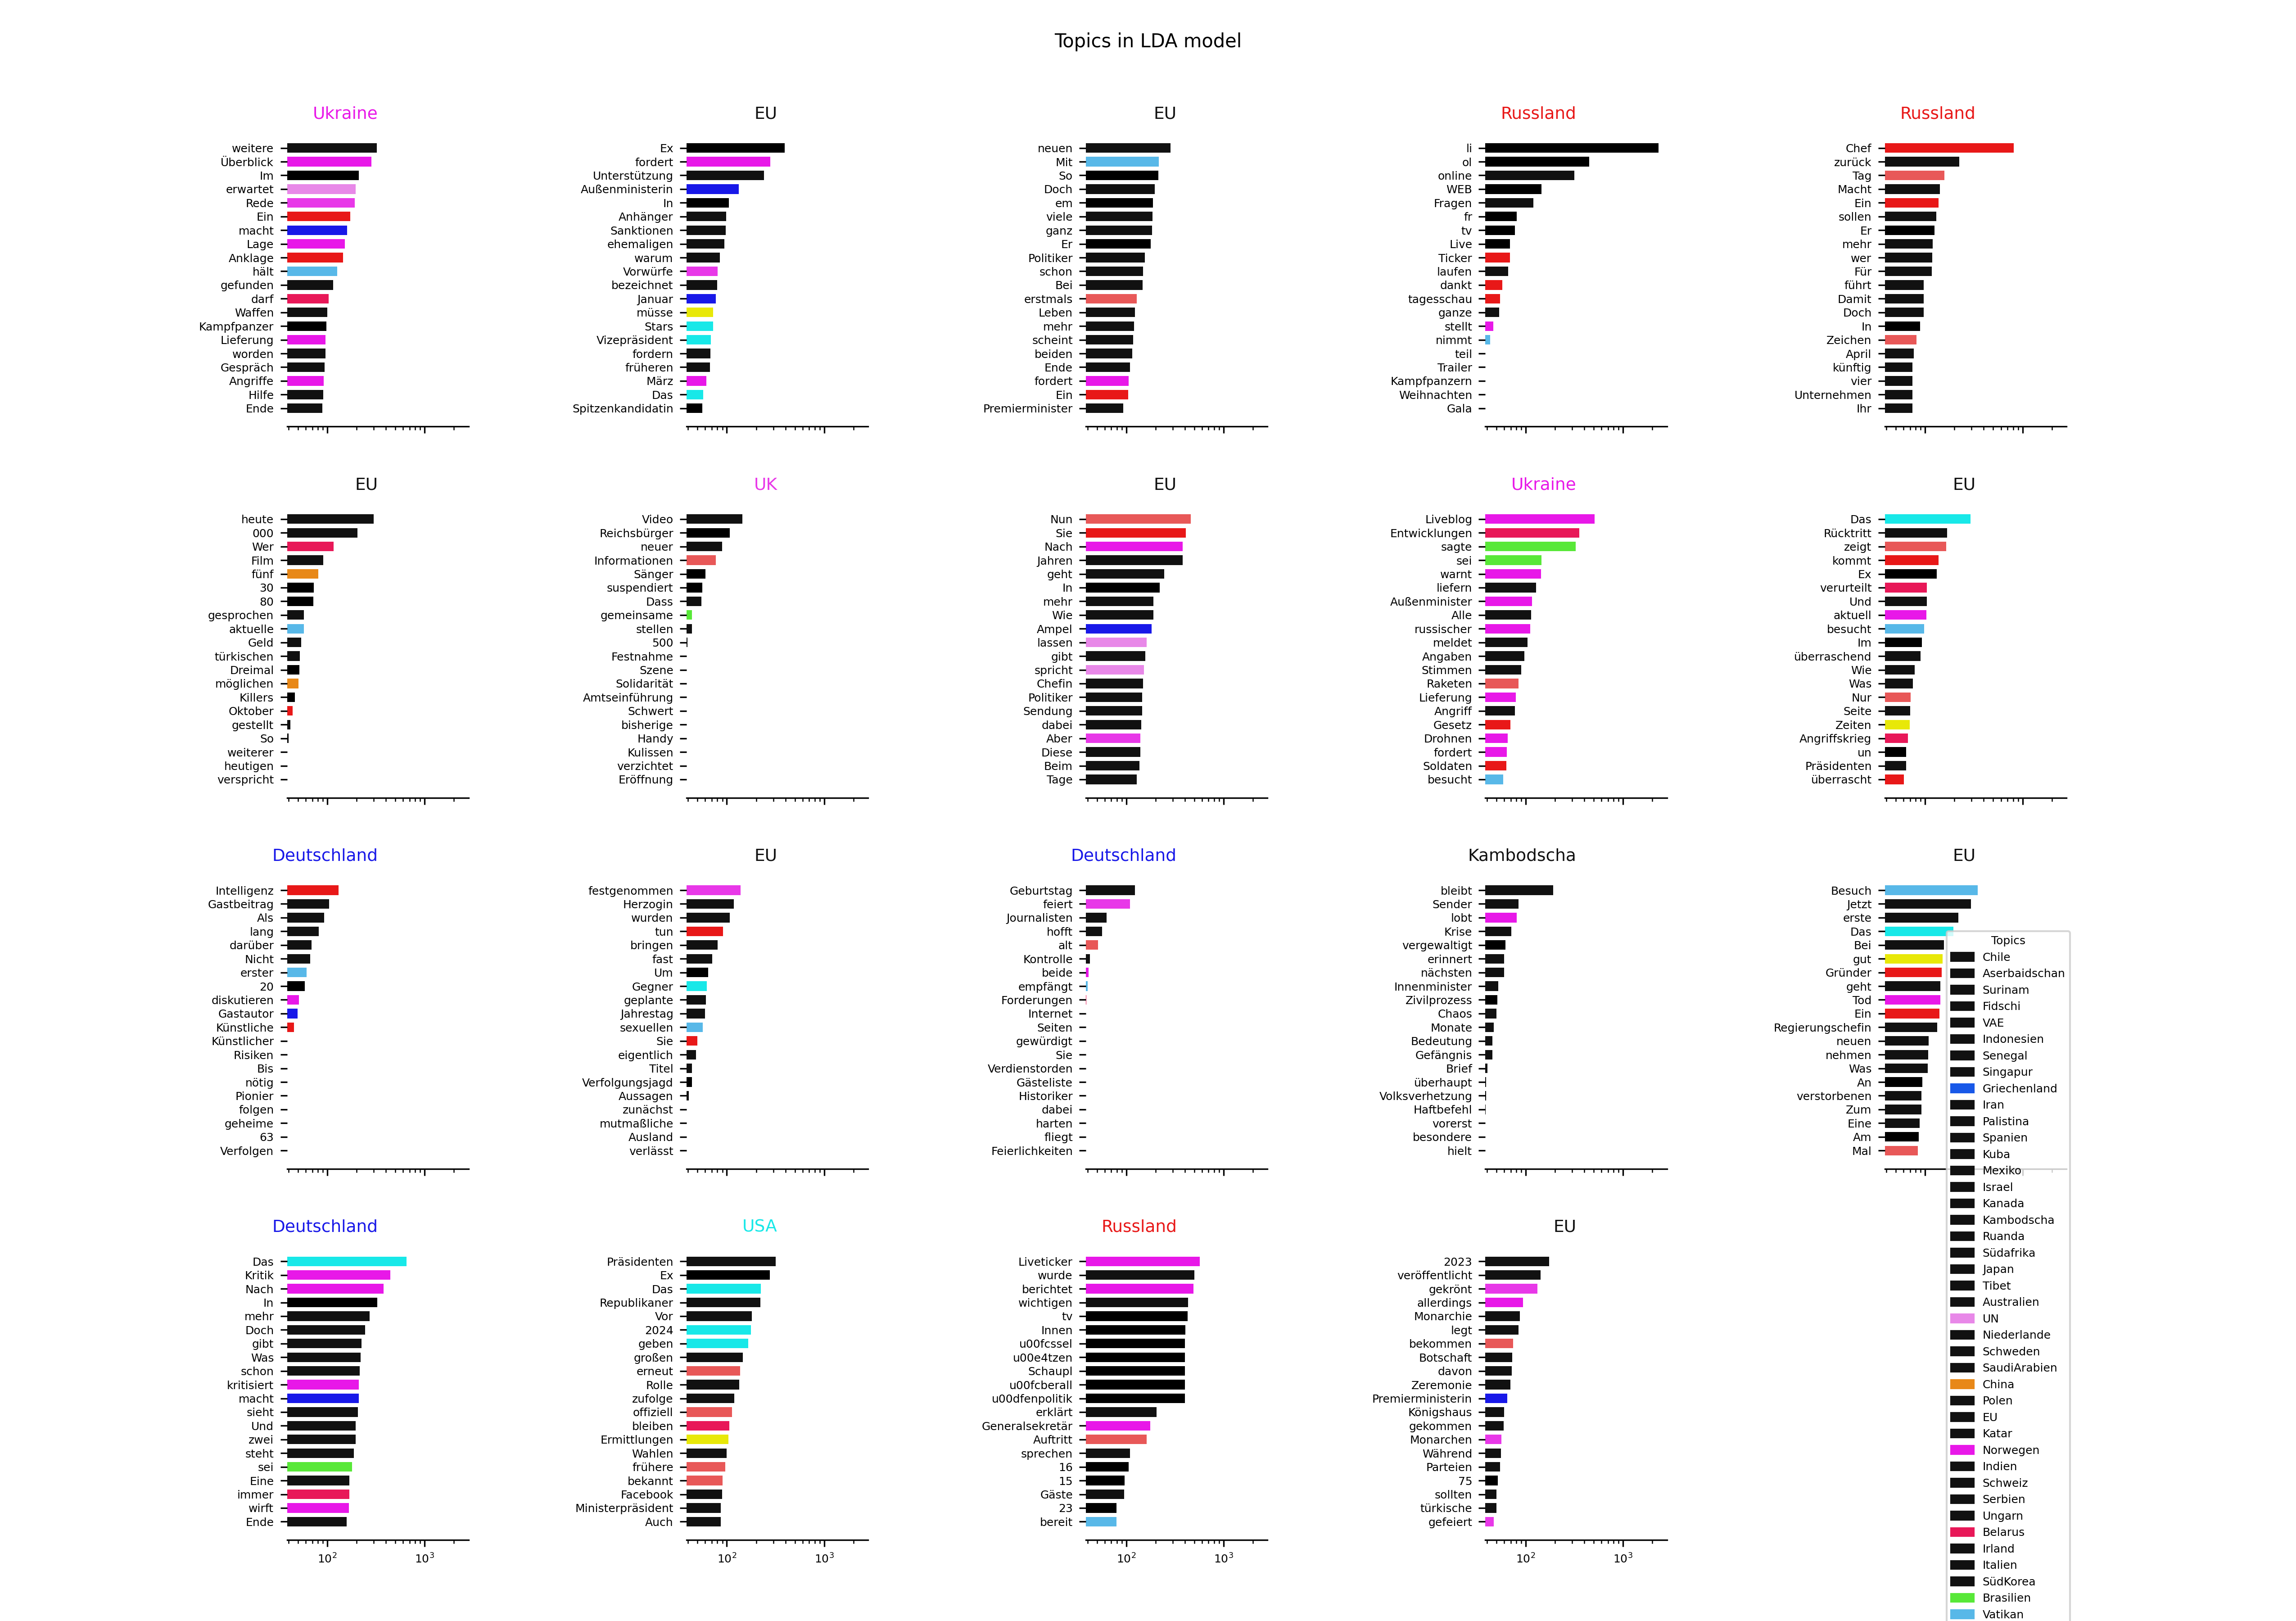 Topics in LDA model
Ukraine
weitere
Überblick
Im
erwartet
Rede
Ein
macht
Lage
Anklage
hält
gefunden
darf
Waffen
Kampfpanzer
Lieferung
worden
Gespräch
Angriffe
Hilfe
Ende
EU
Ex
fordert
Unterstützung
Außenministerin
In
Anhänger
Sanktionen
ehemaligen
warum
Vorwürfe
bezeichnet
Januar
müsse
Stars
Vizepräsident
fordern
früheren
März
Das
Spitzenkandidatin
EU
neuen
Mit
So
Doch
em
viele
ganz
Er
Politiker
schon
Bei
erstmals
Leben
mehr
scheint
beiden
Ende
fordert
Ein
Premierminister
Russland
li
ol
online
WEB
Fragen
fr
tv
Live
Ticker
laufen
dankt
tagesschau
ganze
stellt
nimmt
teil
Trailer
Kampfpanzern
Weihnachten
Gala
Russland
Chef
zurück
Tag
Macht
Ein
sollen
Er
mehr
wer
Für
führt
Damit
Doch
In
Zeichen
April
künftig
vier
Unternehmen
Ihr
EU
heute
000
Wer
Film
fünf
30
80
gesprochen
aktuelle
Geld
türkischen
Dreimal
möglichen
Killers
Oktober
gestellt
So
weiterer
heutigen
verspricht
UK
Video
Reichsbürger
neuer
Informationen
Sänger
suspendiert
Dass
gemeinsame
stellen
500
Festnahme
Szene
Solidarität
Amtseinführung
Schwert
bisherige
Handy
Kulissen
verzichtet
Eröffnung
EU
Nun
Sie
Nach
Jahren
geht
In
mehr
Wie
Ampel
lassen
gibt
spricht
Chefin
Politiker
Sendung
dabei
Aber
Diese
Beim
Tage
Ukraine
Liveblog
Entwicklungen
sagte
sei
warnt
liefern
Außenminister
Alle
russischer
meldet
Angaben
Stimmen
Raketen
Lieferung
Angriff
Gesetz
Drohnen
fordert
Soldaten
besucht
EU
Das
Rücktritt
zeigt
kommt
Ex
verurteilt
Und
aktuell
besucht
Im
überraschend
Wie
Was
Nur
Seite
Zeiten
Angriffskrieg
un
Präsidenten
überrascht
Deutschland
Intelligenz
Gastbeitrag
Als
lang
darüber
Nicht
erster
20
diskutieren
Gastautor
Künstliche
Künstlicher
Risiken
Bis
nötig
Pionier
folgen
geheime
63
Verfolgen
EU
festgenommen
Herzogin
wurden
tun
bringen
fast
Um
Gegner
geplante
Jahrestag
sexuellen
Sie
eigentlich
Titel
Verfolgungsjagd
Aussagen
zunächst
mutmaßliche
Ausland
verlässt
Deutschland
Geburtstag
feiert
Journalisten
hofft
alt
Kontrolle
beide
empfängt
Forderungen
Internet
Seiten
gewürdigt
Sie
Verdienstorden
Gästeliste
Historiker
dabei
harten
fliegt
Feierlichkeiten
Kambodscha
bleibt
Sender
lobt
Krise
vergewaltigt
erinnert
nächsten
Innenminister
Zivilprozess
Chaos
Monate
Bedeutung
Gefängnis
Brief
überhaupt
Volksverhetzung
Haftbefehl
vorerst
besondere
hielt
EU
Besuch
Jetzt
erste
Das
Bei
gut
Gründer
geht
Tod
Ein
Regierungschefin
neuen
nehmen
Was
An
verstorbenen
Zum
Eine
Am
Mal
Deutschland
Das
Kritik
Nach
In
mehr
Doch
gibt
Was
schon
kritisiert
macht
sieht
Und
zwei
steht
sei
Eine
immer
wirft
Ende
10² 10³
USA
Präsidenten
Ex
Das
Republikaner
Vor
2024
geben
großen
erneut
Rolle
zufolge
offiziell
bleiben
Ermittlungen
Wahlen
frühere
bekannt
Facebook
Ministerpräsident
Auch
10² 10³
Russland
Liveticker
wurde
berichtet
wichtigen
tv
Innen
u00fcssel
u00e4tzen
Schaupl
u00fcberall
u00dfenpolitik
erklärt
Generalsekretär
Auftritt
sprechen
16
15
Gäste
23
bereit
10² 10³
EU
2023
veröffentlicht
gekrönt
allerdings
Monarchie
legt
bekommen
Botschaft
davon
Zeremonie
Premierministerin
Königshaus
gekommen
Monarchen
Während
Parteien
75
sollten
türkische
gefeiert
10² 10³
Topics
Chile
Aserbaidschan
Surinam
Fidschi
VAE
Indonesien
Senegal
Singapur
Griechenland
Iran
Palistina
Spanien
Kuba
Mexiko
Israel
Kanada
Kambodscha
Ruanda
Südafrika
Japan
Tibet
Australien
UN
Niederlande
Schweden
SaudiArabien
China
Polen
EU
Katar
Norwegen
Indien
Schweiz
Serbien
Ungarn
Belarus
Irland
Italien
SüdKorea
Brasilien
Vatikan